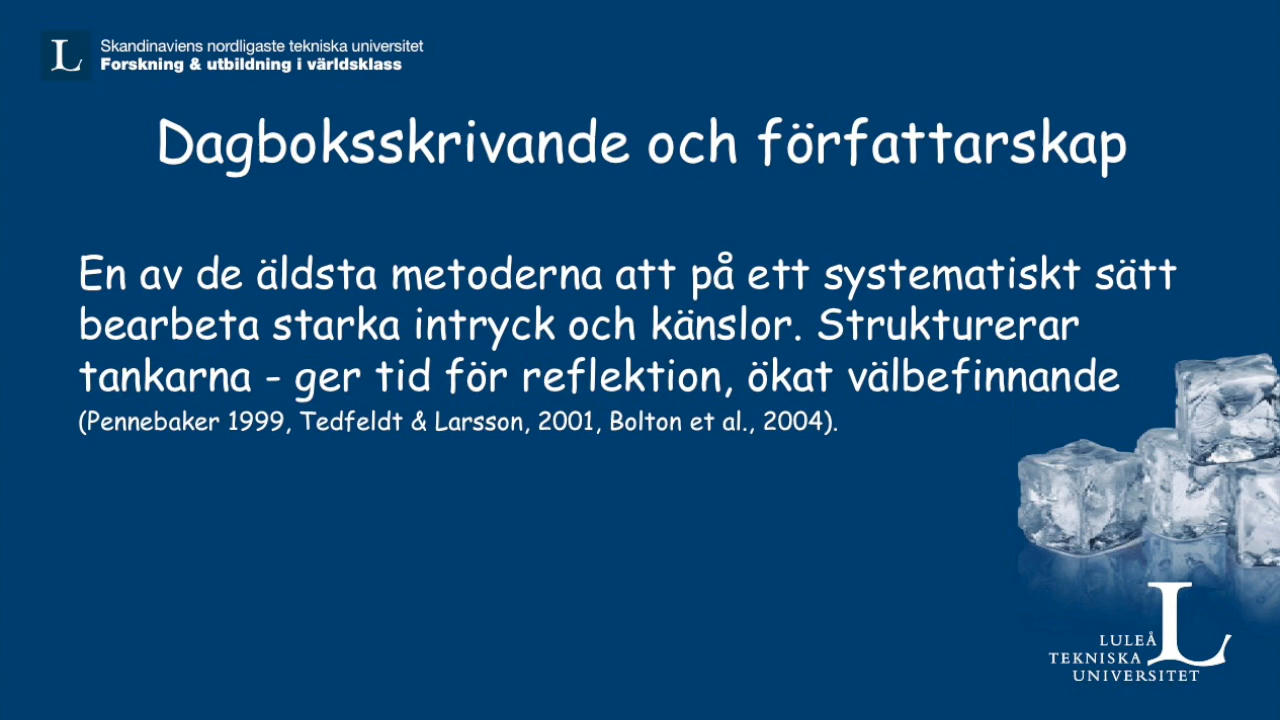 L
Skandinaviens nordligaste tekniska universitet
Forskning & utbildning i världsklass
Dagboksskrivande och författarskap
En av de äldsta metoderna att på ett systematiskt sätt
bearbeta starka intryck och känslor. Strukturerar
tankarna - ger tid för reflektion, ökat välbefinnande
(Pennebaker 1999, Tedfeldt & Larsson, 2001, Bolton et al., 2004).
L
LULEÅ
TEKNISKA
UNIVERSITET